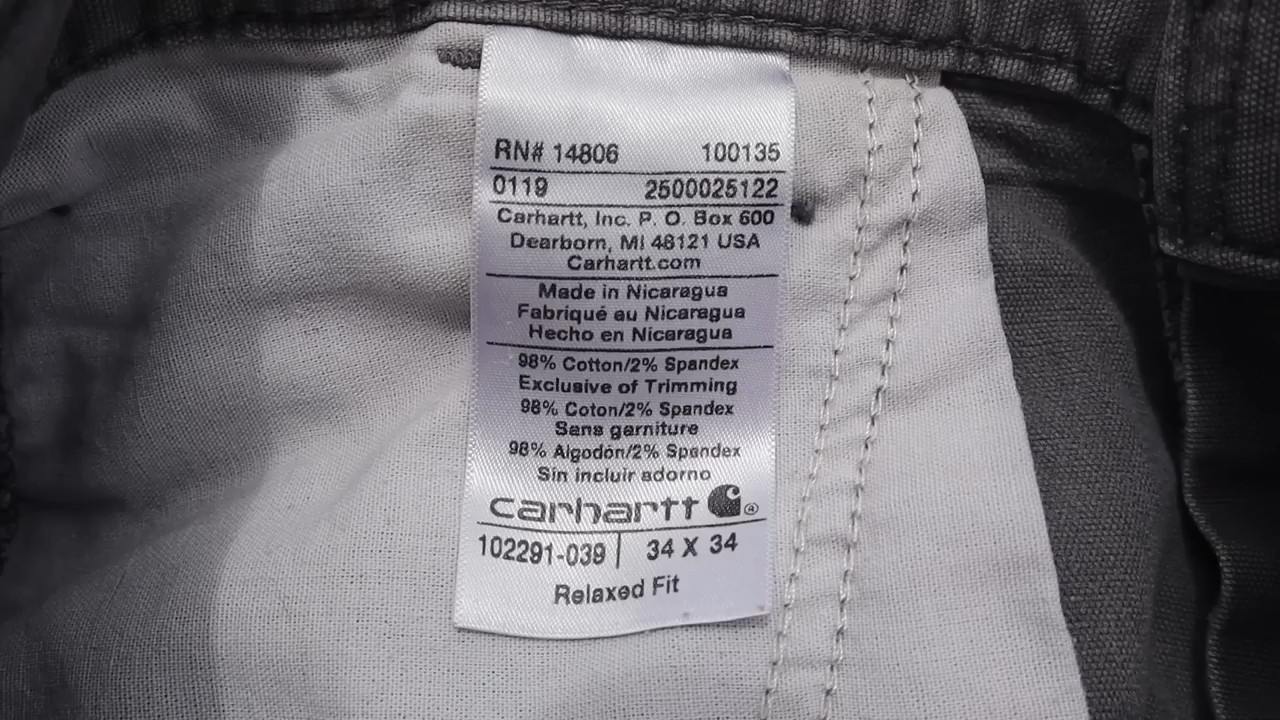 RN# 14806 100135
0119 2500025122
Carhartt, Inc. P. O. Box 600
Dearborn, MI 48121 USA
Carhartt.com
Made in Nicaragua
Fabriqué au Nicaragua
Hecho en Nicaragua
98% Cotton/2% Spandex
Exclusive of Trimming
98% Coton/2% Spandex
Sans garniture
98% Algodón/2% Spandex
Sin incluir adorno
carhartt ®
102291-039 | 34 X 34
Relaxed Fit